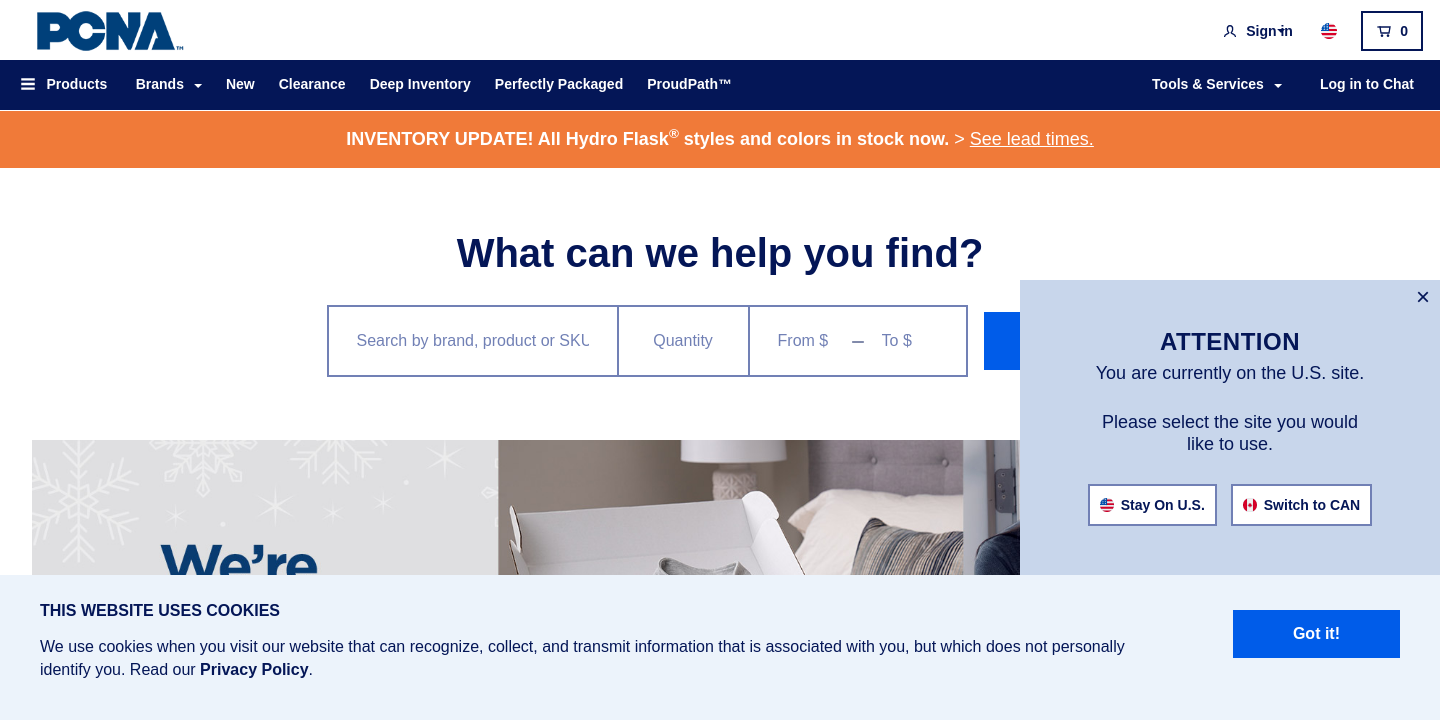 PCNA™
Sign in
0
Products
Brands
New
Clearance
Deep Inventory
Perfectly Packaged
ProudPath™
Tools & Services
Log in to Chat
INVENTORY UPDATE! All Hydro Flask® styles and colors in stock now. > See lead times.
What can we help you find?
Search by brand, product or SKU
Quantity
From $
–
To $
×
ATTENTION
You are currently on the U.S. site.
Please select the site you would
like to use.
Stay On U.S.
Switch to CAN
We’re
THIS WEBSITE USES COOKIES
We use cookies when you visit our website that can recognize, collect, and transmit information that is associated with you, but which does not personally
identify you. Read our Privacy Policy.
Got it!